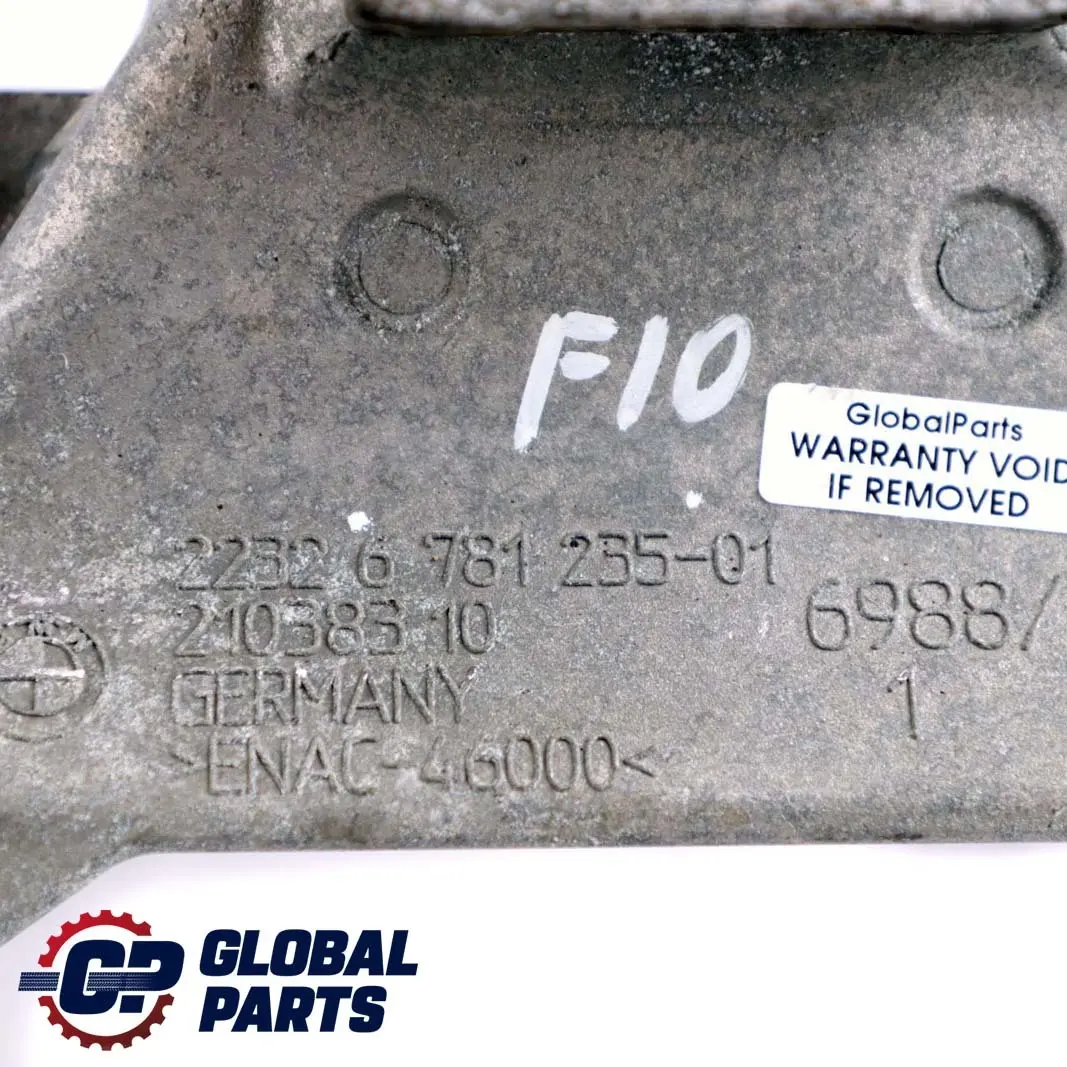 F10
GlobalParts
WARRANTY VOID
IF REMOVED
2232 6 781 235-01
210383 10
6988/
GERMANY
1
>ENAC-46000<
CP GLOBAL
PARTS